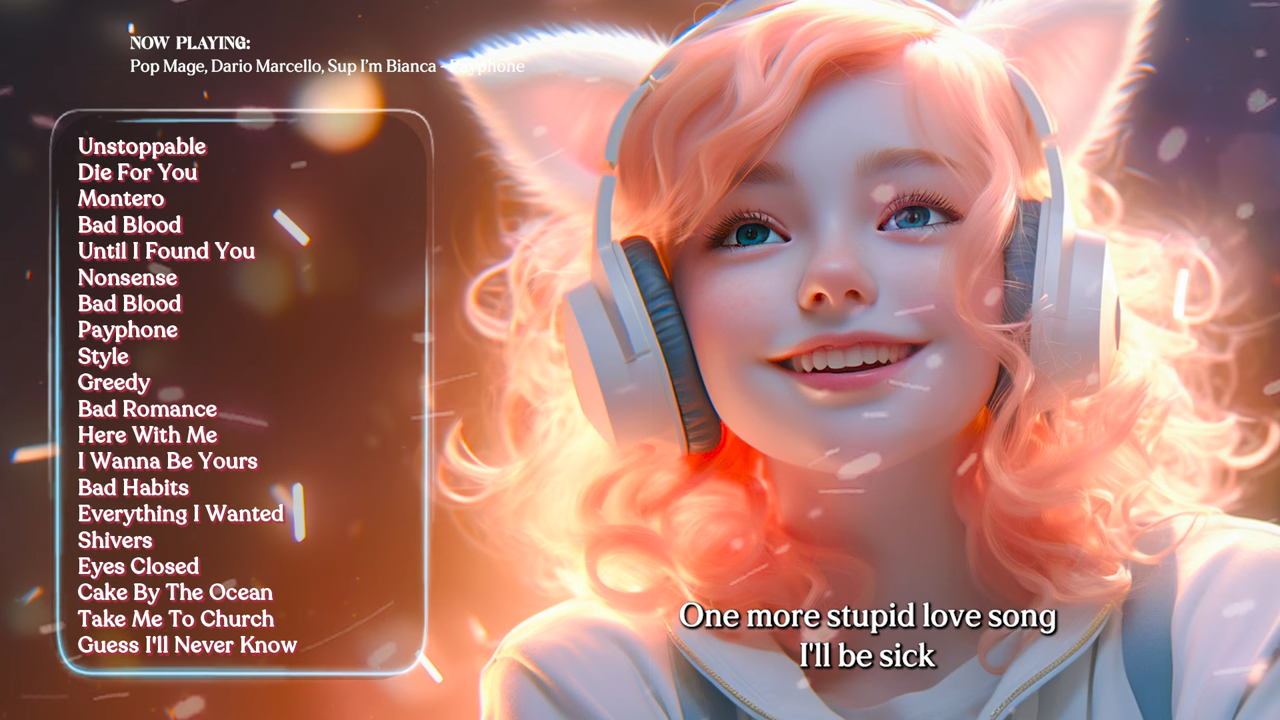 NOW PLAYING:
Pop Mage, Dario Marcello, Sup I'm Bianca - Payphone
Unstoppable
Die For You
Montero
Bad Blood
Until I Found You
Nonsense
Bad Blood
Payphone
Style
Greedy
Bad Romance
Here With Me
I Wanna Be Yours
Bad Habits
Everything I Wanted
Shivers
Eyes Closed
Cake By The Ocean
Take Me To Church
Guess I'll Never Know
One more stupid love song
I'll be sick